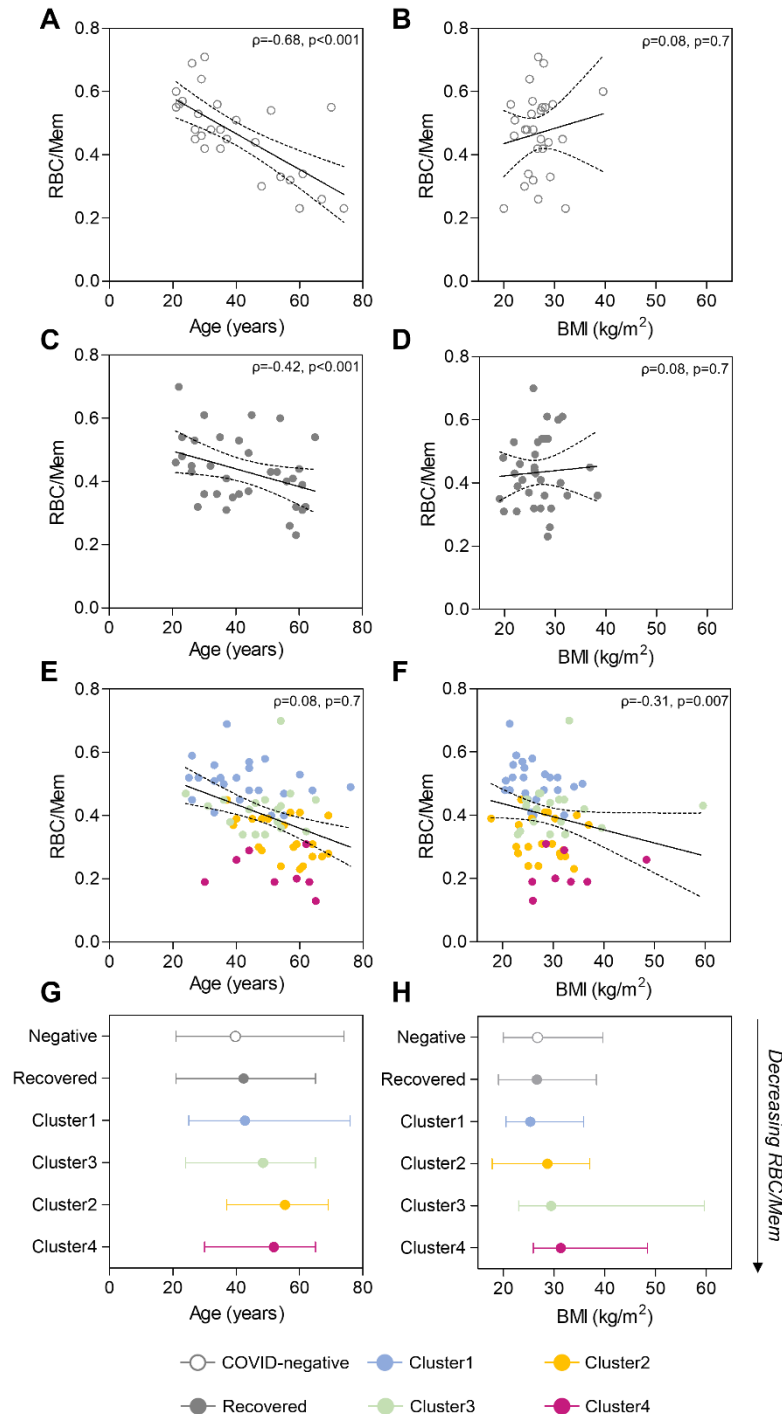 A
B
ρ=-0.68, p<0.001
ρ=0.08, p=0.7
RBC/Mem
0.8
0.6
0.4
0.2
0.0
0 20 40 60 80
Age (years)
RBC/Mem
0.8
0.6
0.4
0.2
0.0
20 30 40 50 60
BMI (kg/m²)
C
D
ρ=-0.42, p<0.001
ρ=0.08, p=0.7
RBC/Mem
0.8
0.6
0.4
0.2
0.0
0 20 40 60 80
Age (years)
RBC/Mem
0.8
0.6
0.4
0.2
0.0
20 30 40 50 60
BMI (kg/m²)
E
F
ρ=0.08, p=0.7
ρ=-0.31, p=0.007
RBC/Mem
0.8
0.6
0.4
0.2
0.0
0 20 40 60 80
Age (years)
RBC/Mem
0.8
0.6
0.4
0.2
0.0
20 30 40 50 60
BMI (kg/m²)
G
H
Negative
Recovered
Cluster1
Cluster3
Cluster2
Cluster4
0 20 40 60 80
Age (years)
Negative
Recovered
Cluster1
Cluster2
Cluster3
Cluster4
20 30 40 50 60
BMI (kg/m²)
Decreasing RBC/Mem
COVID-negative Cluster1 Cluster2
Recovered Cluster3 Cluster4